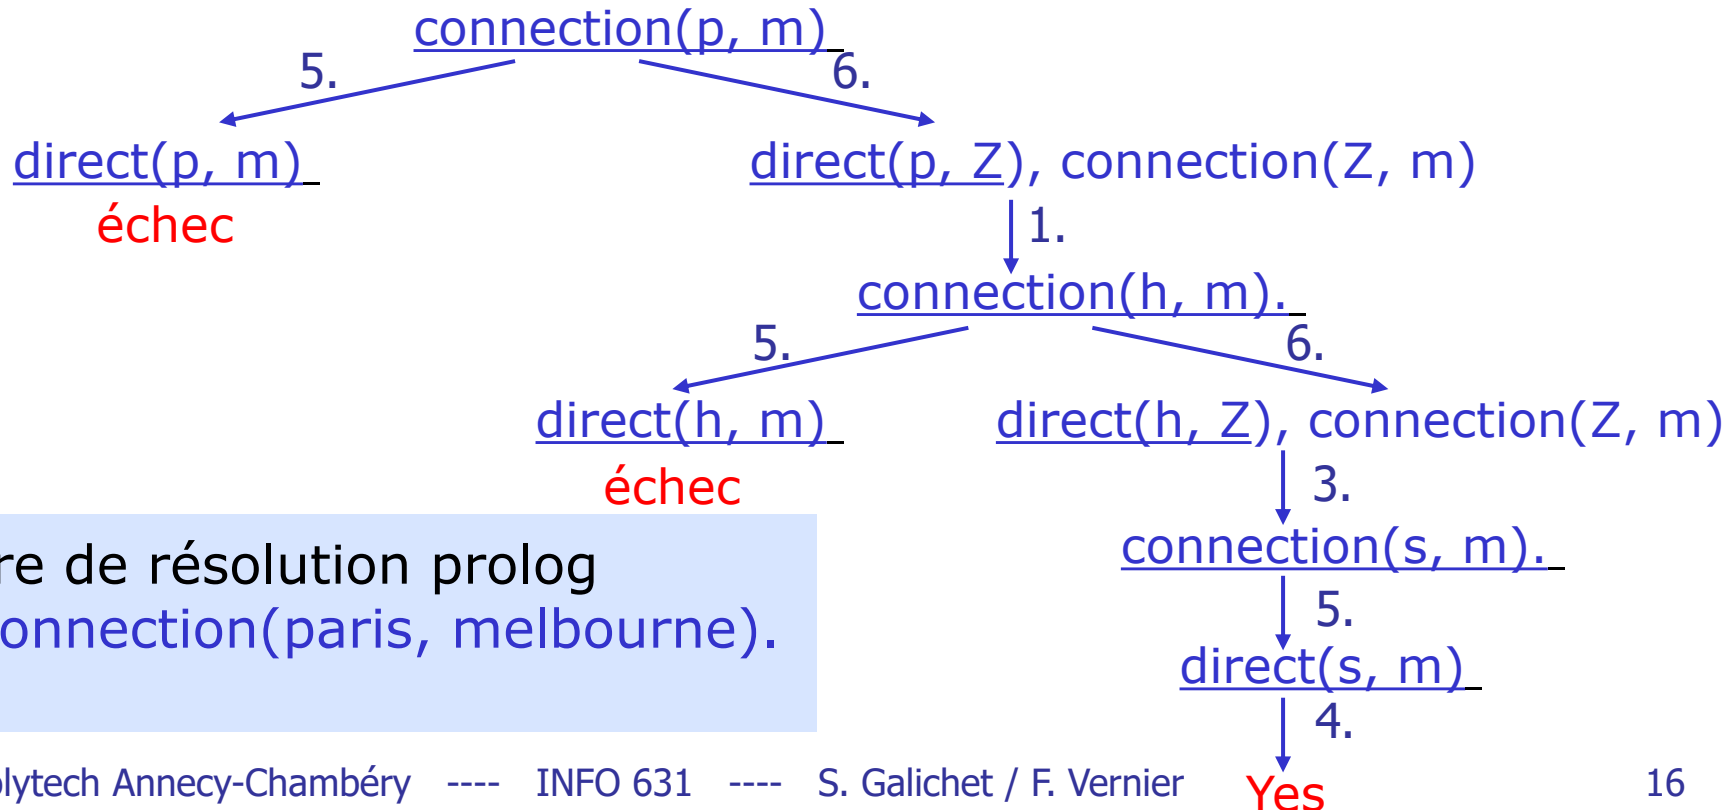 connection(p, m)
5. 6.
direct(p, m) direct(p, Z), connection(Z, m)
échec 1.
connection(h, m).
5. 6.
direct(h, m) direct(h, Z), connection(Z, m)
échec 3.
re de résolution prolog connection(s, m).
onnection(paris, melbourne). 5.
direct(s, m)
4.
olytech Annecy-Chambéry ---- INFO 631 ---- S. Galichet / F. Vernier Yes 16